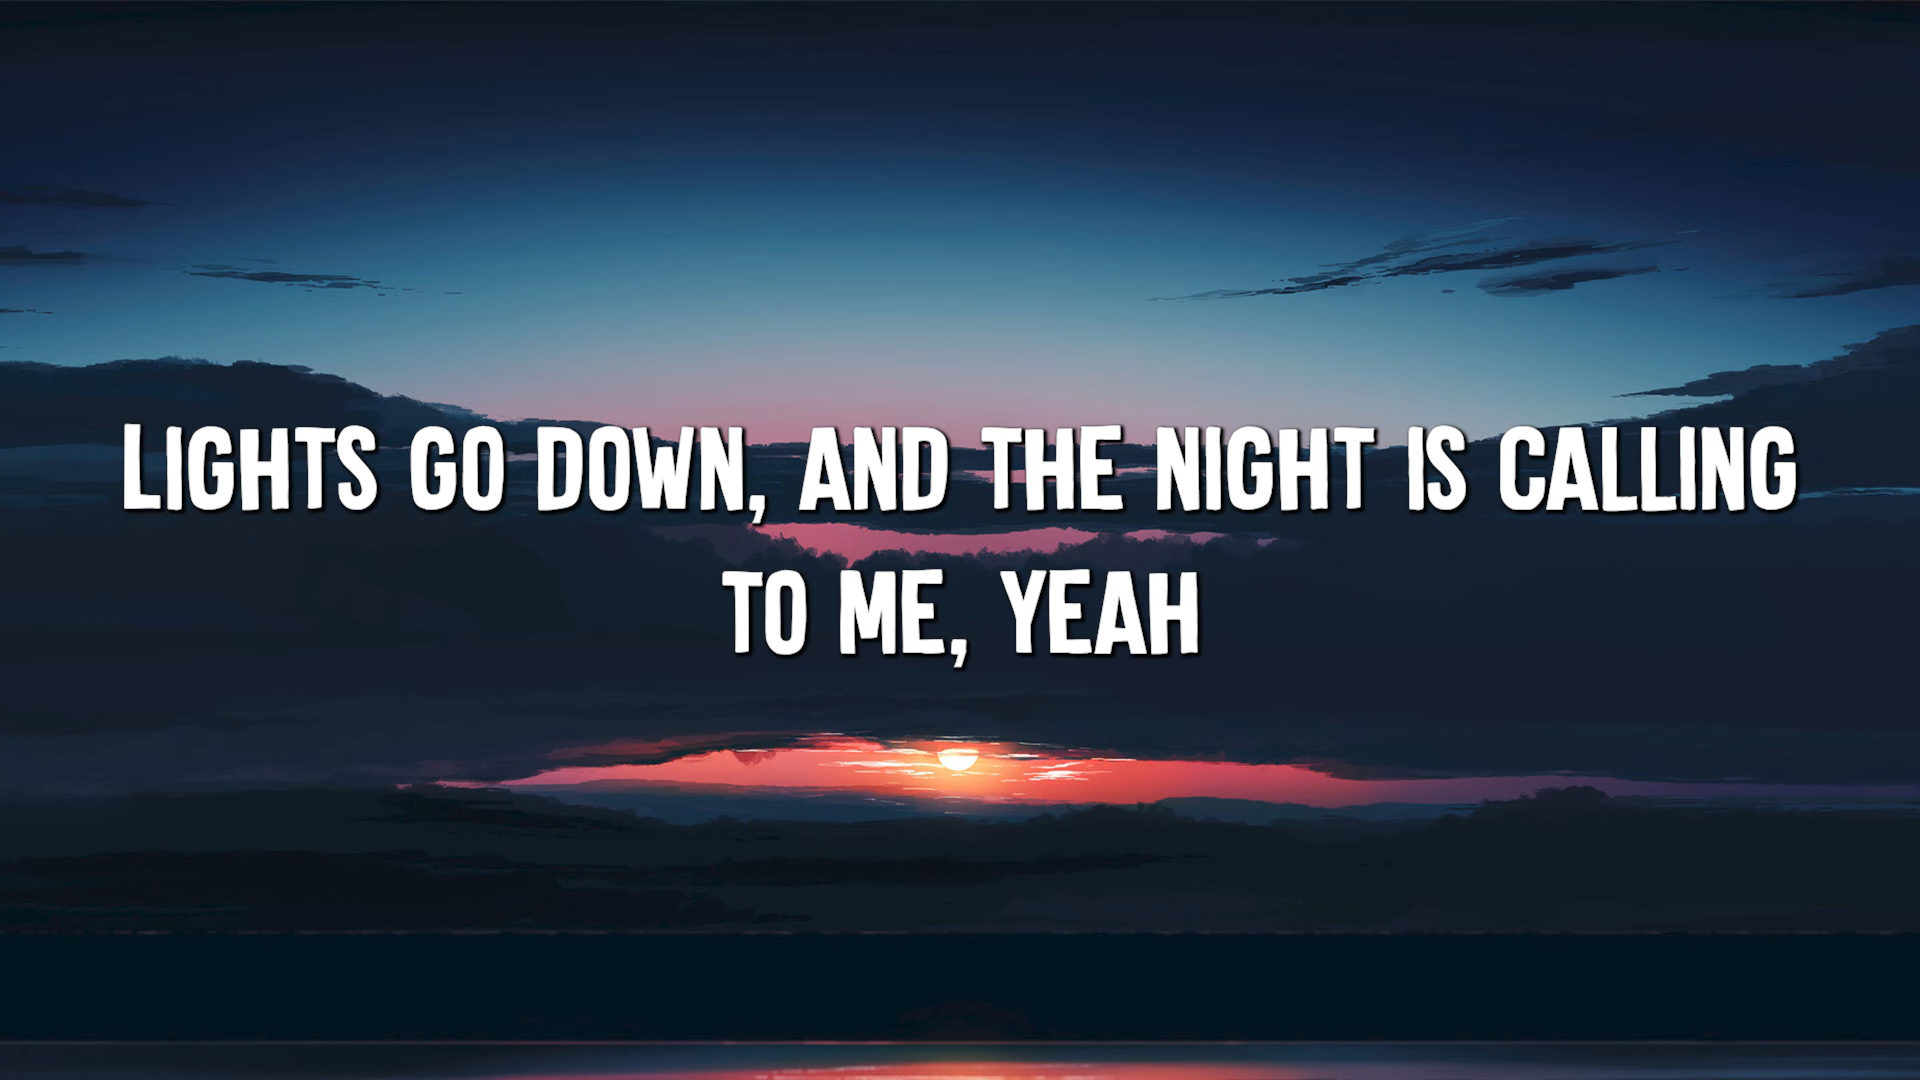 LIGHTS GO DOWN, AND THE NIGHT IS CALLING
TO ME, YEAH